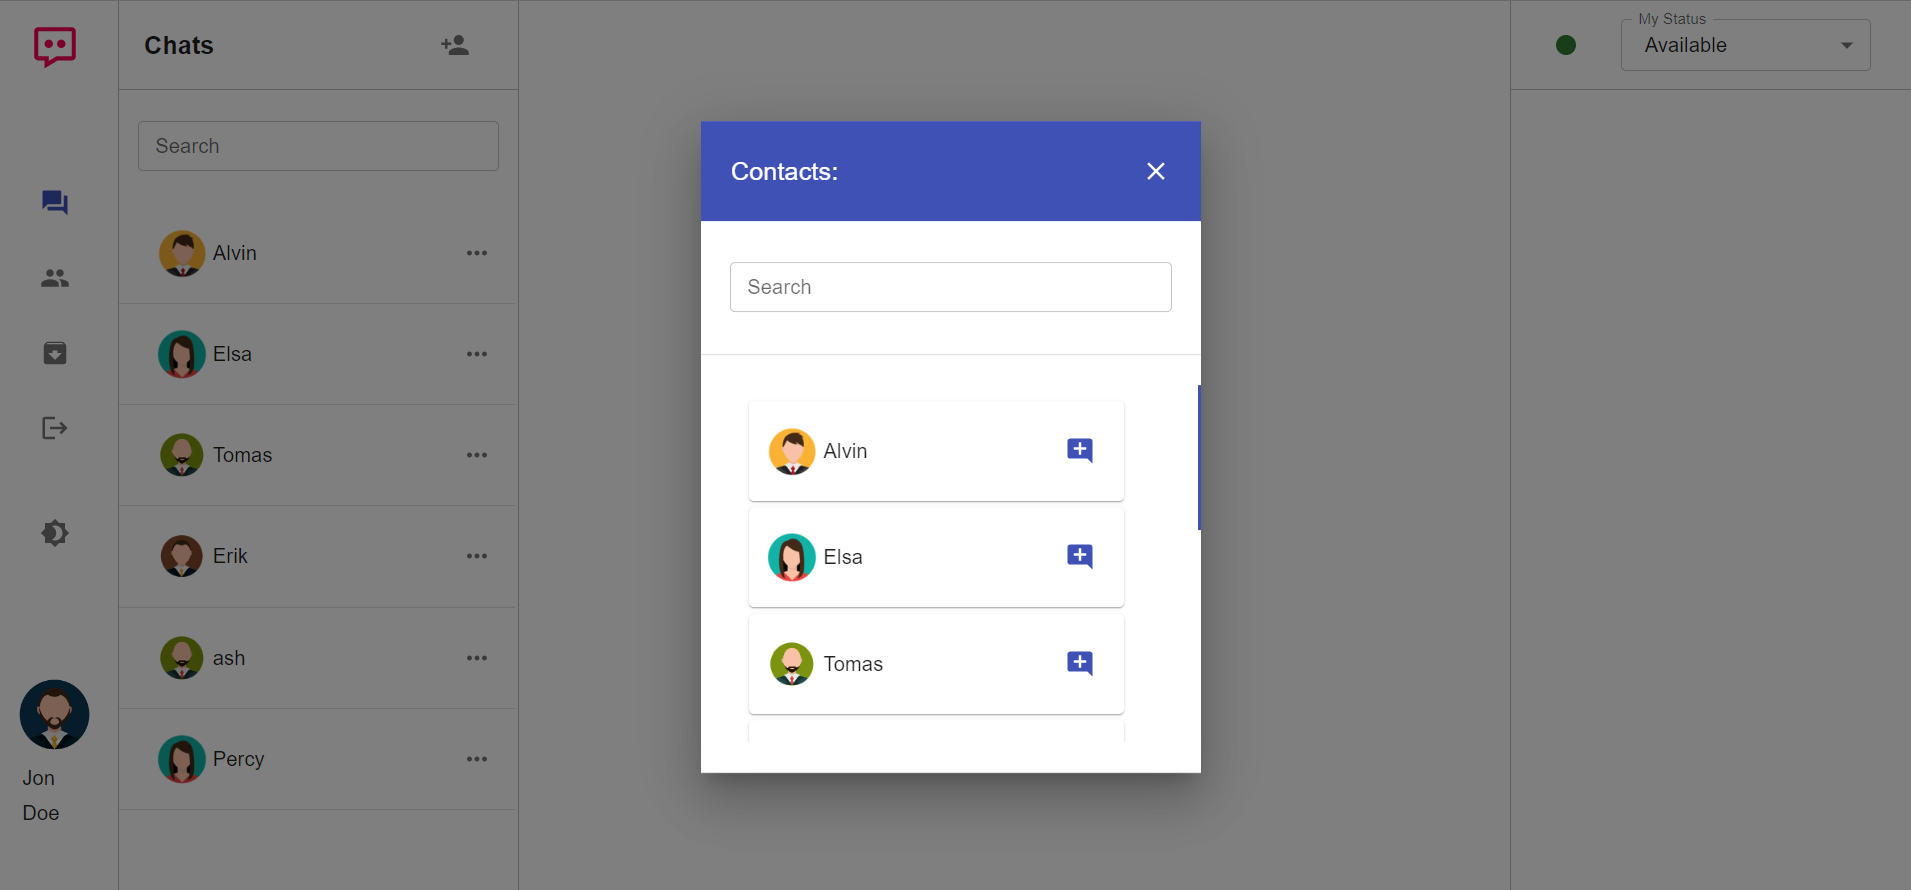 Chats
Search
Alvin
Elsa
Tomas
Erik
ash
Percy
Jon
Doe
Contacts:
Search
Alvin
Elsa
Tomas
My Status
Available